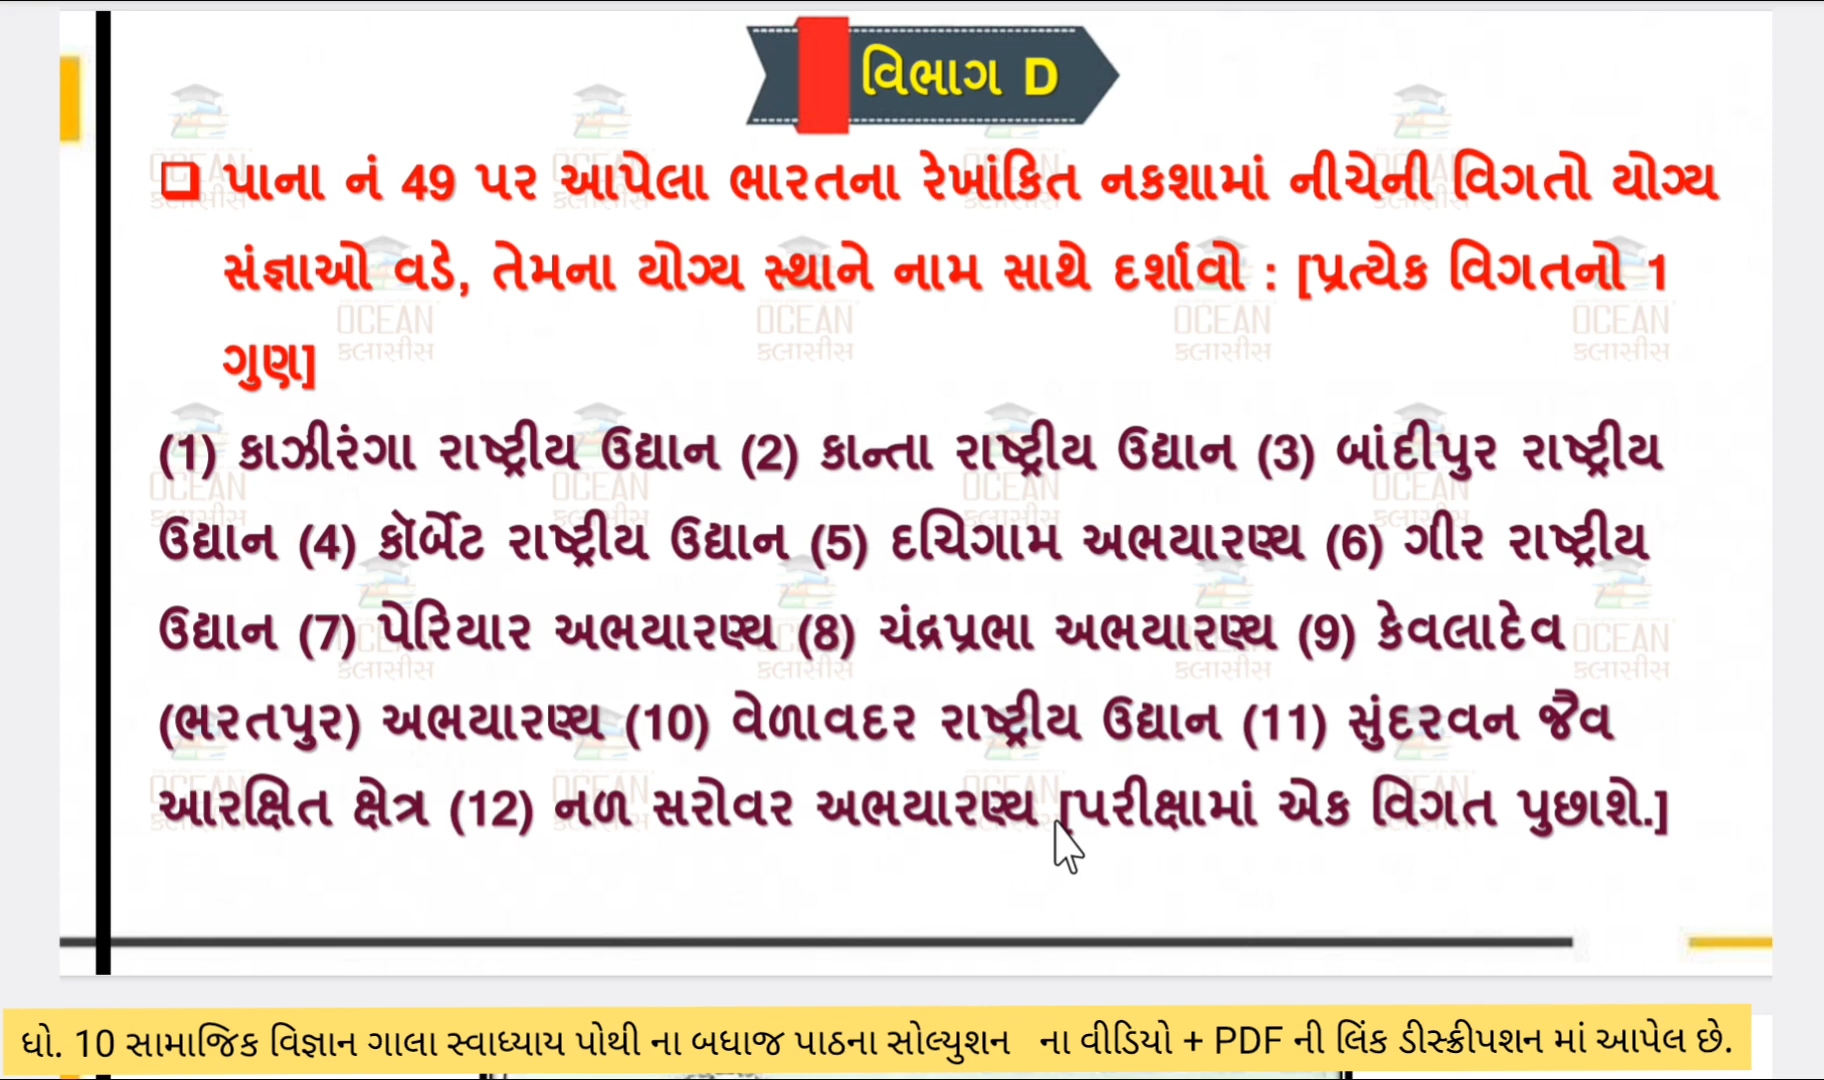 વિભાગ D
❑ પાના નં 49 પર આપેલા ભારતના રેખાંકિત નકશામાં નીચેની વિગતો યોગ્ય
સંજ્ઞાઓ વડે, તેમના યોગ્ય સ્થાને નામ સાથે દર્શાવો : [પ્રત્યેક વિગતનો 1
ગુણ]
(1) કાઝીરંગા રાષ્ટ્રીય ઉદ્યાન (2) કાન્તા રાષ્ટ્રીય ઉદ્યાન (3) બાંદીપુર રાષ્ટ્રીય
ઉદ્યાન (4) કૉર્બેટ રાષ્ટ્રીય ઉદ્યાન (5) દચિગામ અભયારણ્ય (6) ગીર રાષ્ટ્રીય
ઉદ્યાન (7) પેરિયાર અભયારણ્ય (8) ચંદ્રપ્રભા અભયારણ્ય (9) કેવલાદેવ
(ભરતપુર) અભયારણ્ય (10) વેળાવદર રાષ્ટ્રીય ઉદ્યાન (11) સુંદરવન જૈવ
આરક્ષિત ક્ષેત્ર (12) નળ સરોવર અભયારણ્ય [પરીક્ષામાં એક વિગત પુછાશે.]
OCEAN
ક્લાસીસ
ધો. 10 સામાજિક વિજ્ઞાન ગાલા સ્વાધ્યાય પોથી ના બધાજ પાઠના સોલ્યુશન ના વીડિયો + PDF ની લિંક ડીસ્ક્રીપશન માં આપેલ છે.